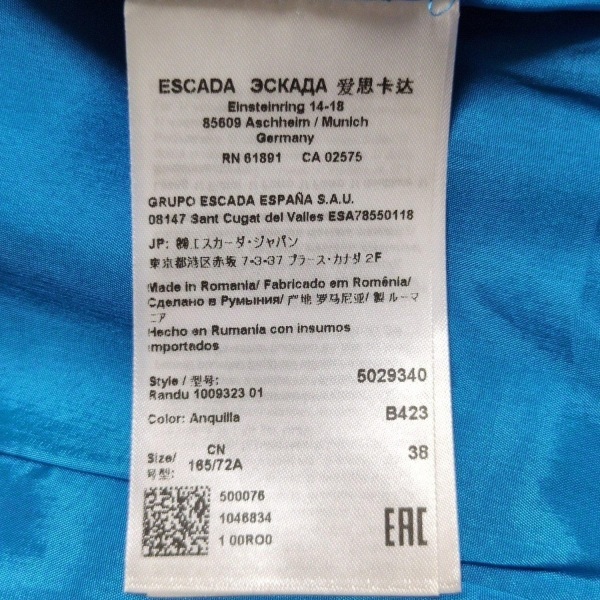 ESCADA ЭСКАДА 爱思卡达
Einsteinring 14-18
85609 Aschheim / Munich
Germany
RN 61891 CA 02575
GRUPO ESCADA ESPAÑA S.A.U.
08147 Sant Cugat del Valles ESA78550118
JP: ㈱エスカーダ・ジャパン
東京都港区赤坂 7-3-37 プラース・カナダ 2F
Made in Romania/ Fabricado em Romênia/
Сделано в Румыния/ 产地 罗马尼亚/ 製 ルーマ
ニア
Hecho en Rumania con insumos
importados
Style / 型号: 5029340
Randu 1009323 01
Color: Anquilla B423
Size/ CN 38
号型: 165/72A
500076
1046834
1 00RO0
EAC